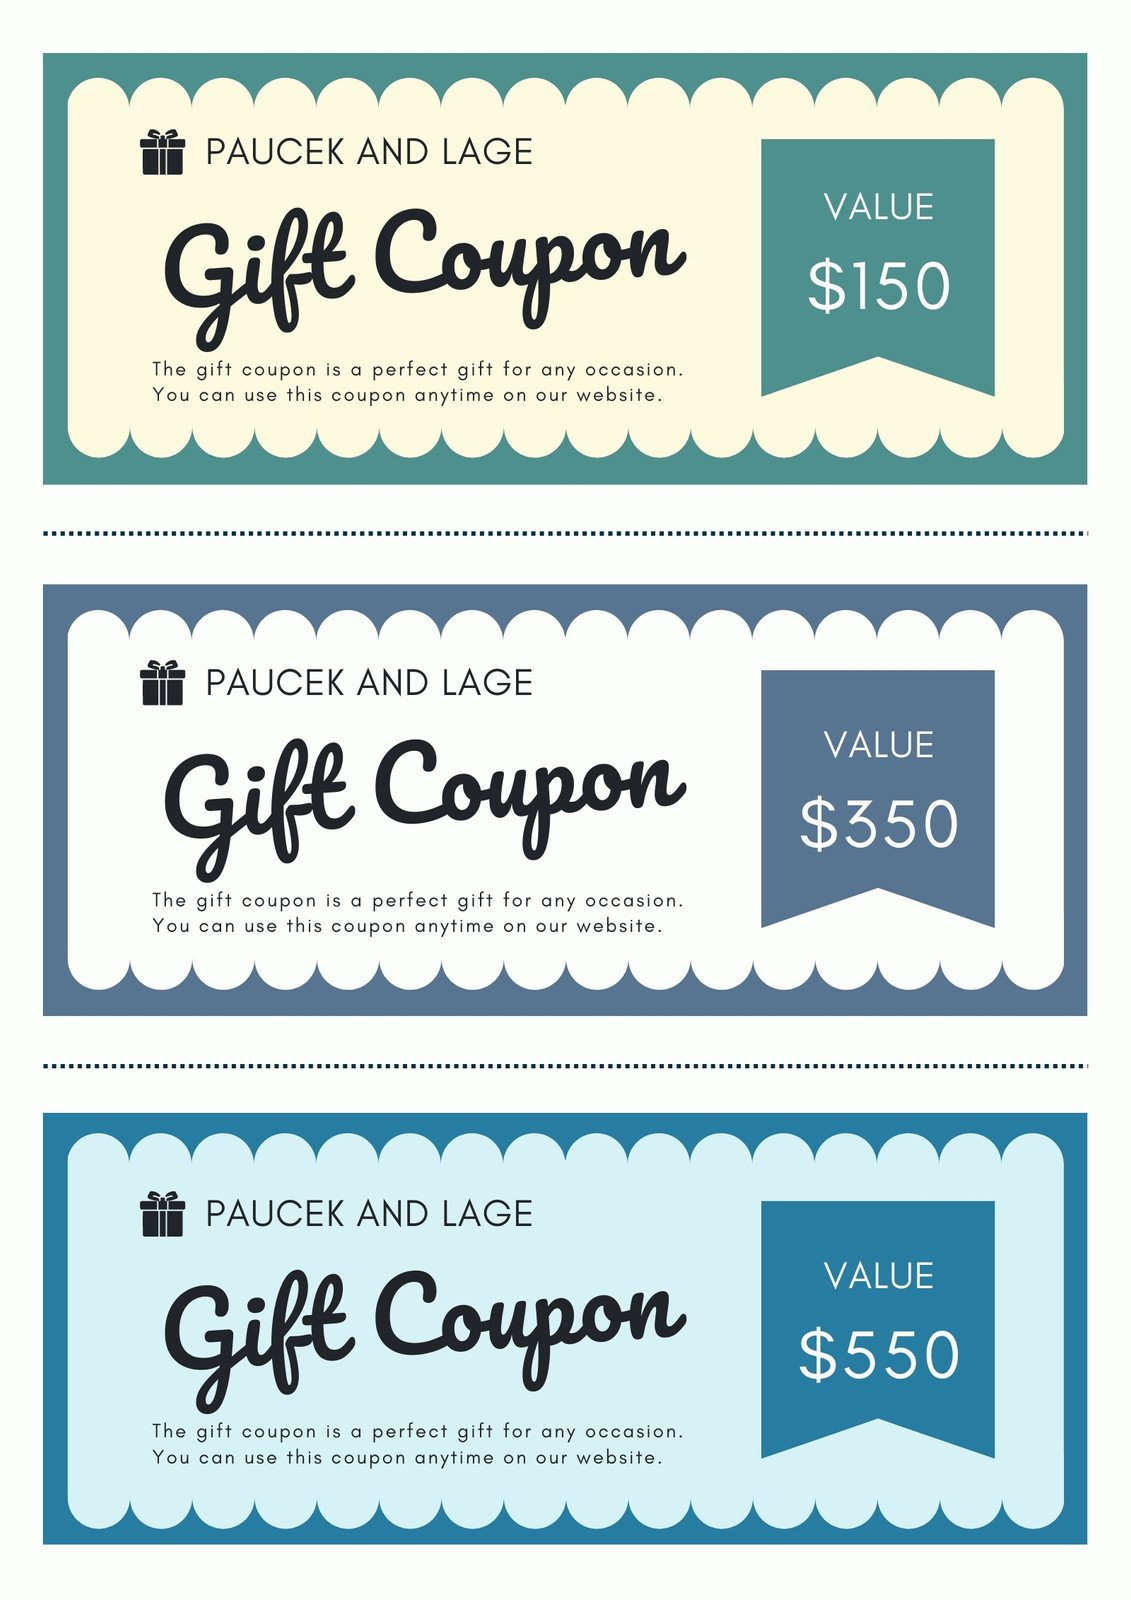 PAUCEK AND LAGE
Gift Coupon
The gift coupon is a perfect gift for any occasion.
You can use this coupon anytime on our website.
VALUE
$150
PAUCEK AND LAGE
Gift Coupon
The gift coupon is a perfect gift for any occasion.
You can use this coupon anytime on our website.
VALUE
$350
PAUCEK AND LAGE
Gift Coupon
The gift coupon is a perfect gift for any occasion.
You can use this coupon anytime on our website.
VALUE
$550